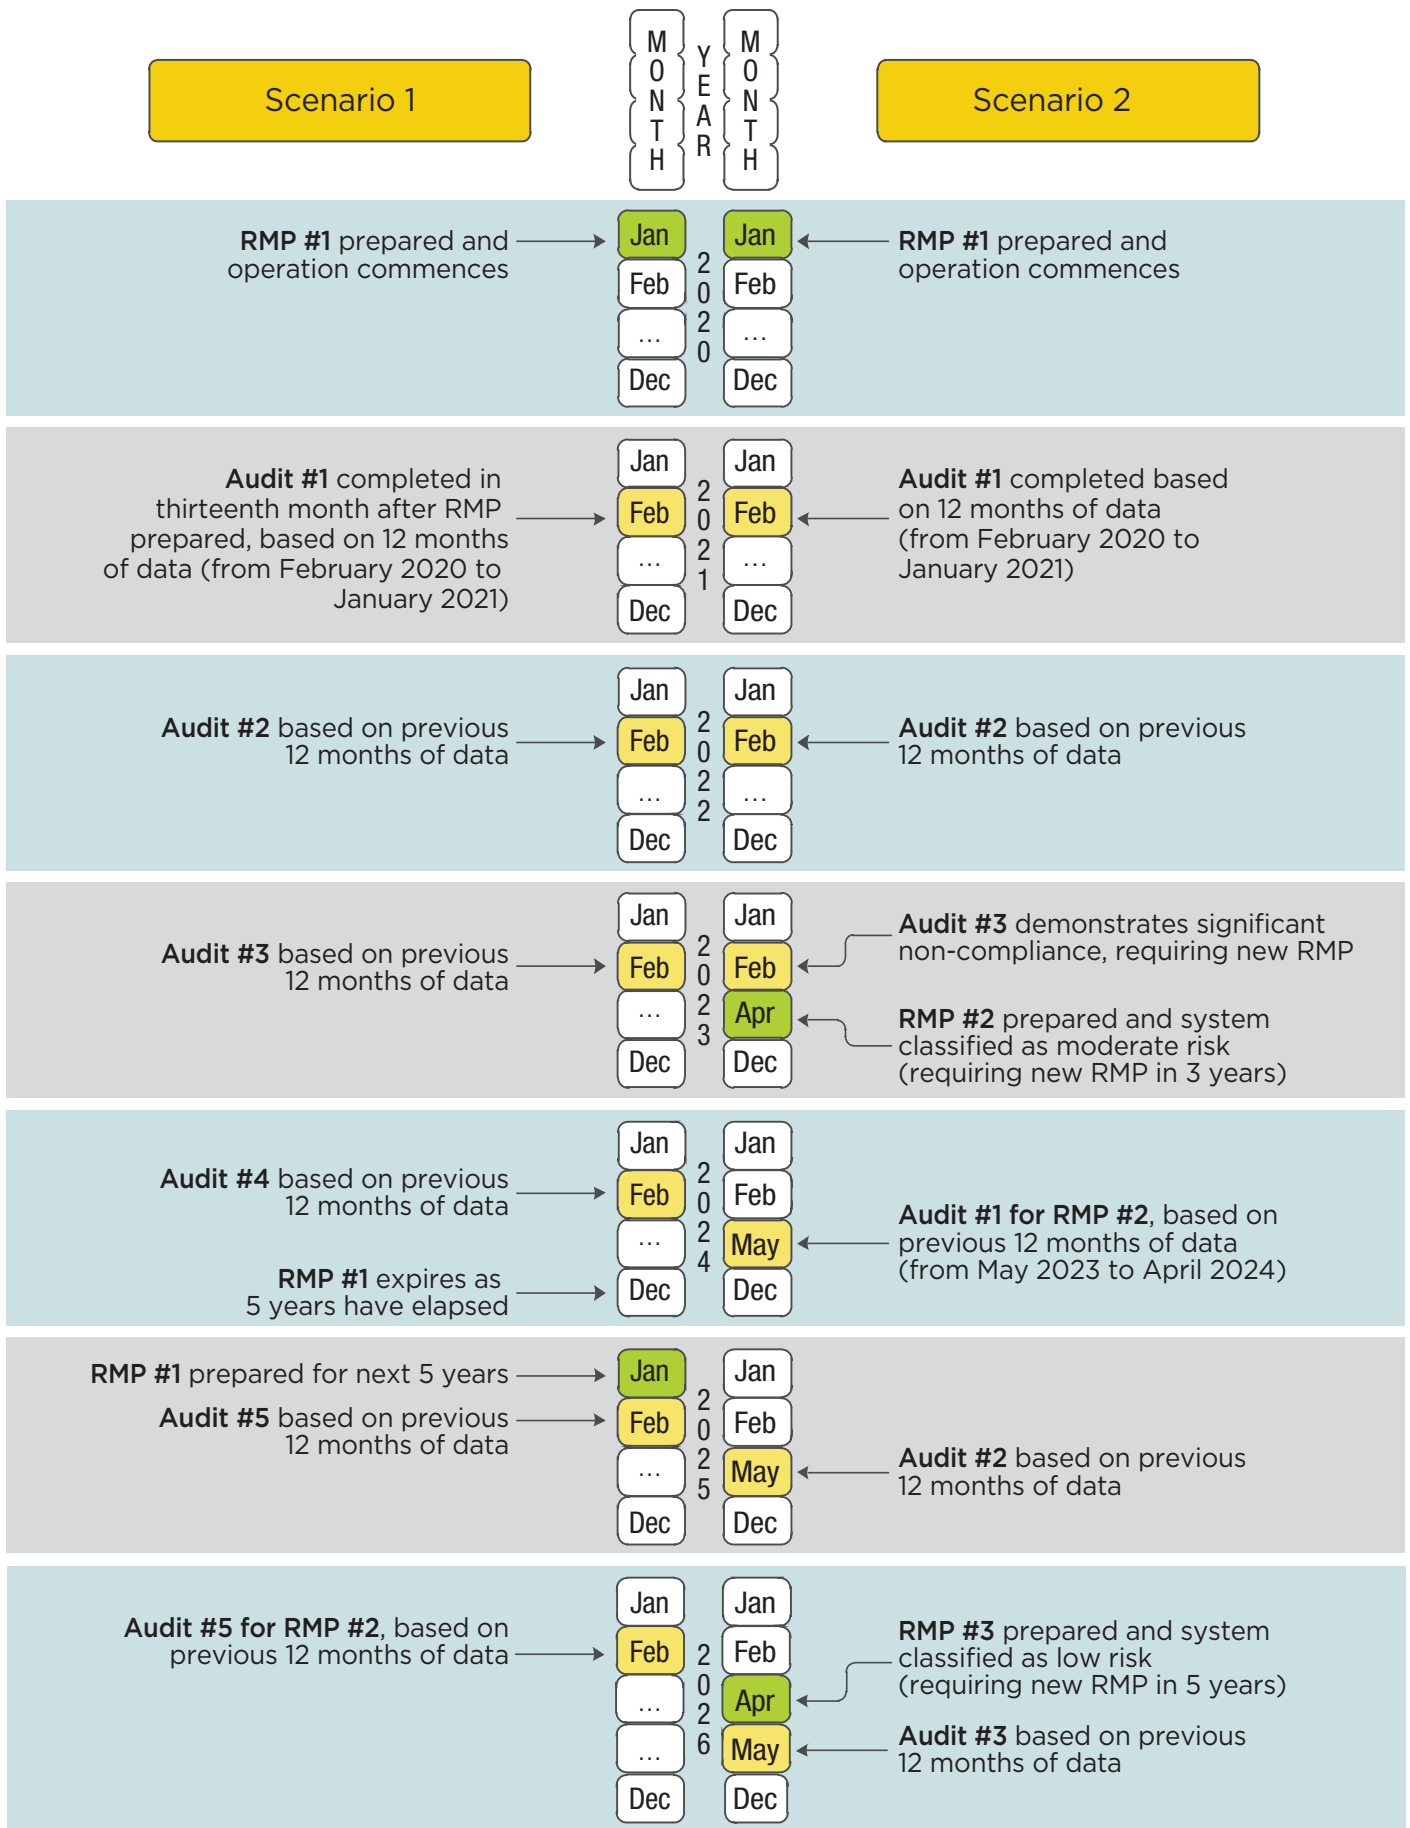 Scenario 1
MONTH
YEAR
MONTH
Scenario 2
RMP #1 prepared and
operation commences
Jan
Feb
...
Dec
2020
Jan
Feb
...
Dec
RMP #1 prepared and
operation commences
Audit #1 completed in
thirteenth month after RMP
prepared, based on 12 months
of data (from February 2020 to
January 2021)
Jan
Feb
...
Dec
2021
Jan
Feb
...
Dec
Audit #1 completed based
on 12 months of data
(from February 2020 to
January 2021)
Audit #2 based on previous
12 months of data
Jan
Feb
...
Dec
2022
Jan
Feb
...
Dec
Audit #2 based on previous
12 months of data
Audit #3 based on previous
12 months of data
Jan
Feb
...
Dec
2023
Jan
Feb
Apr
Dec
Audit #3 demonstrates significant
non-compliance, requiring new RMP
RMP #2 prepared and system
classified as moderate risk
(requiring new RMP in 3 years)
Audit #4 based on previous
12 months of data
RMP #1 expires as
5 years have elapsed
Jan
Feb
...
Dec
2024
Jan
Feb
May
Dec
Audit #1 for RMP #2, based on
previous 12 months of data
(from May 2023 to April 2024)
RMP #1 prepared for next 5 years
Audit #5 based on previous
12 months of data
Jan
Feb
...
Dec
2025
Jan
Feb
May
Dec
Audit #2 based on previous
12 months of data
Audit #5 for RMP #2, based on
previous 12 months of data
Jan
Feb
...
...
Dec
2026
Jan
Feb
Apr
May
Dec
RMP #3 prepared and system
classified as low risk
(requiring new RMP in 5 years)
Audit #3 based on previous
12 months of data